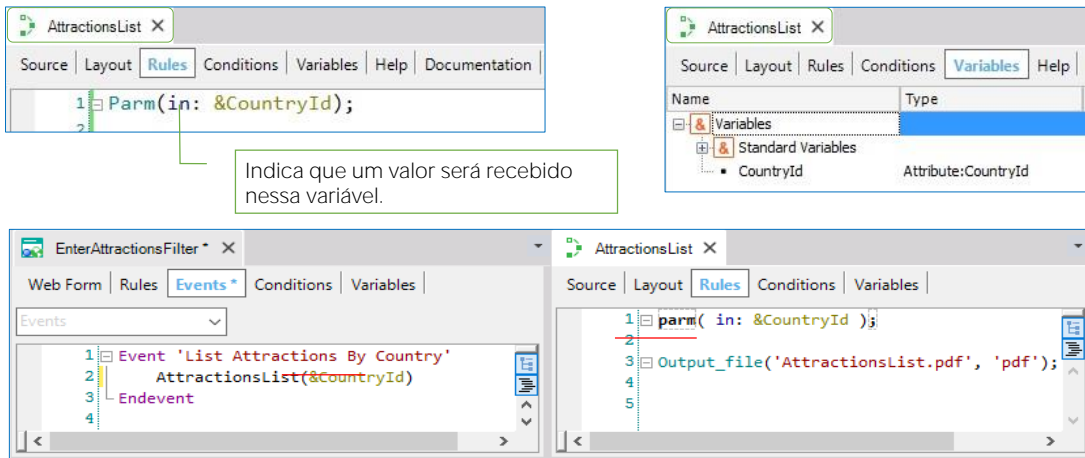 AttractionsList X
Source | Layout | Rules | Conditions | Variables | Help | Documentation |
1 Parm(in: &CountryId);
2
Indica que um valor será recebido
nessa variável.
AttractionsList X
Source | Layout | Rules | Conditions | Variables | Help |
Name Type
& Variables
& Standard Variables
CountryId Attribute:CountryId
EnterAttractionsFilter * X
Web Form | Rules | Events * | Conditions | Variables |
Events
1 Event 'List Attractions By Country'
2 AttractionsList(&CountryId)
3 Endevent
4
AttractionsList X
Source | Layout | Rules | Conditions | Variables |
1 parm( in: &CountryId );
2
3 Output_file('AttractionsList.pdf', 'pdf');
4
5